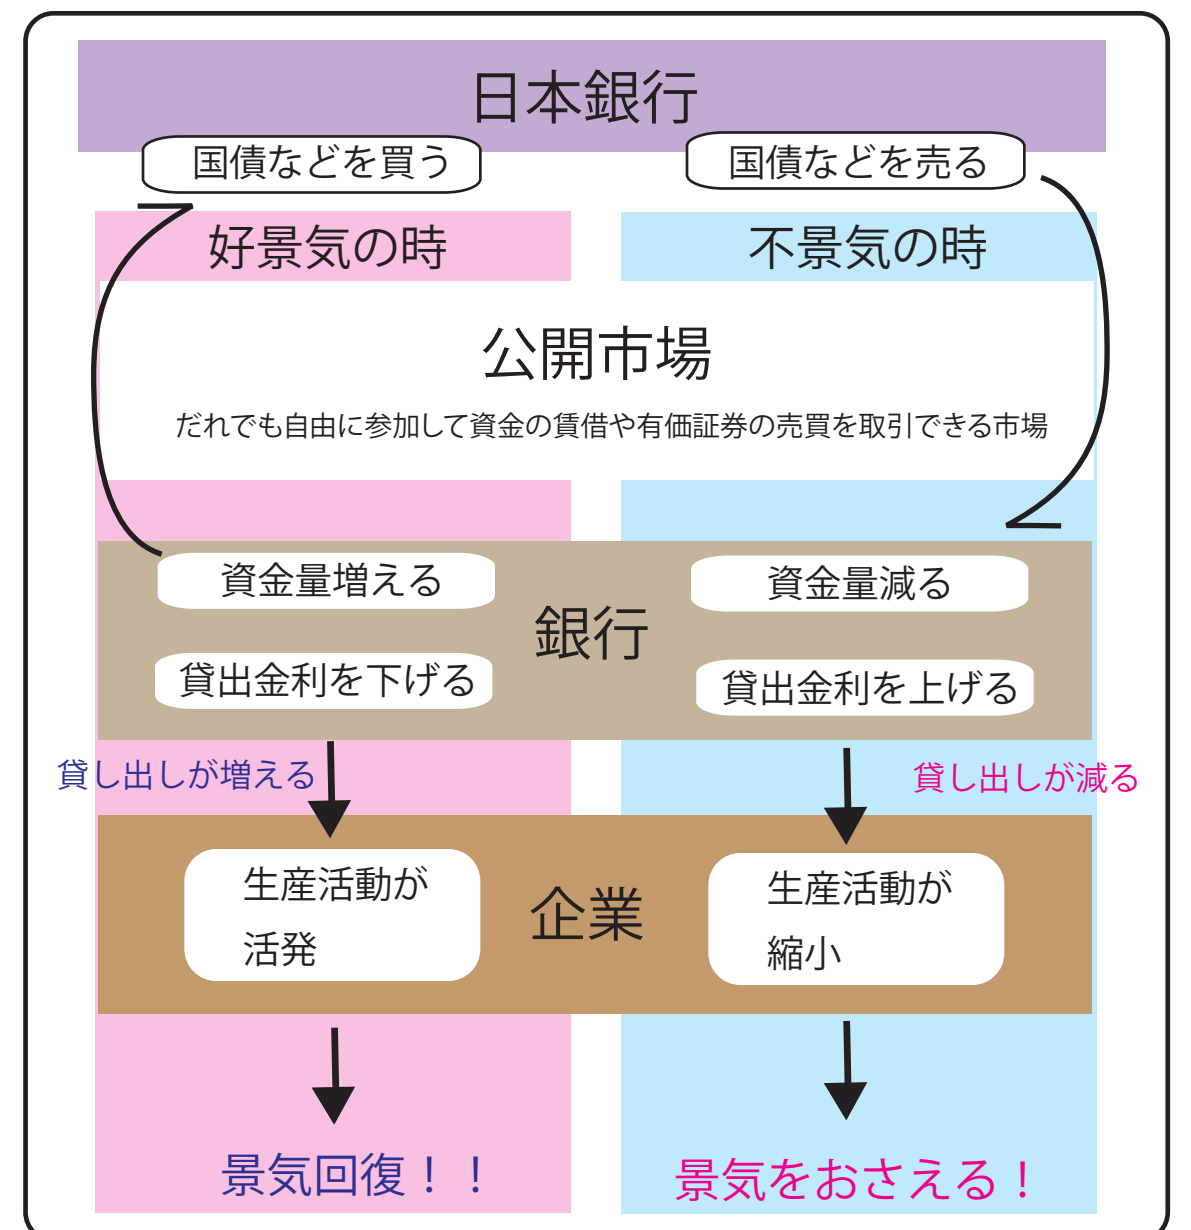 日本銀行
国債などを買う
国債などを売る
好景気の時
不景気の時
公開市場
だれでも自由に参加して資金の賃借や有価証券の売買を取引できる市場
資金量増える
資金量減る
銀行
貸出金利を下げる
貸出金利を上げる
貸し出しが増える
貸し出しが減る
生産活動が
活発
企業
生産活動が
縮小
景気回復！！
景気をおさえる！